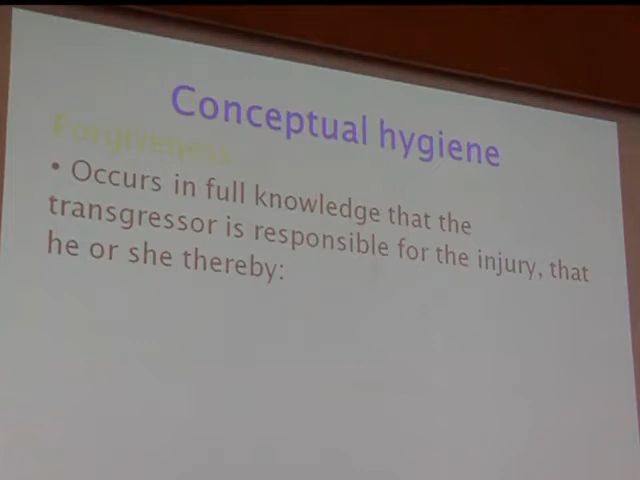 Conceptual hygiene
Forgiveness
• Occurs in full knowledge that the
transgressor is responsible for the injury, that
he or she thereby: